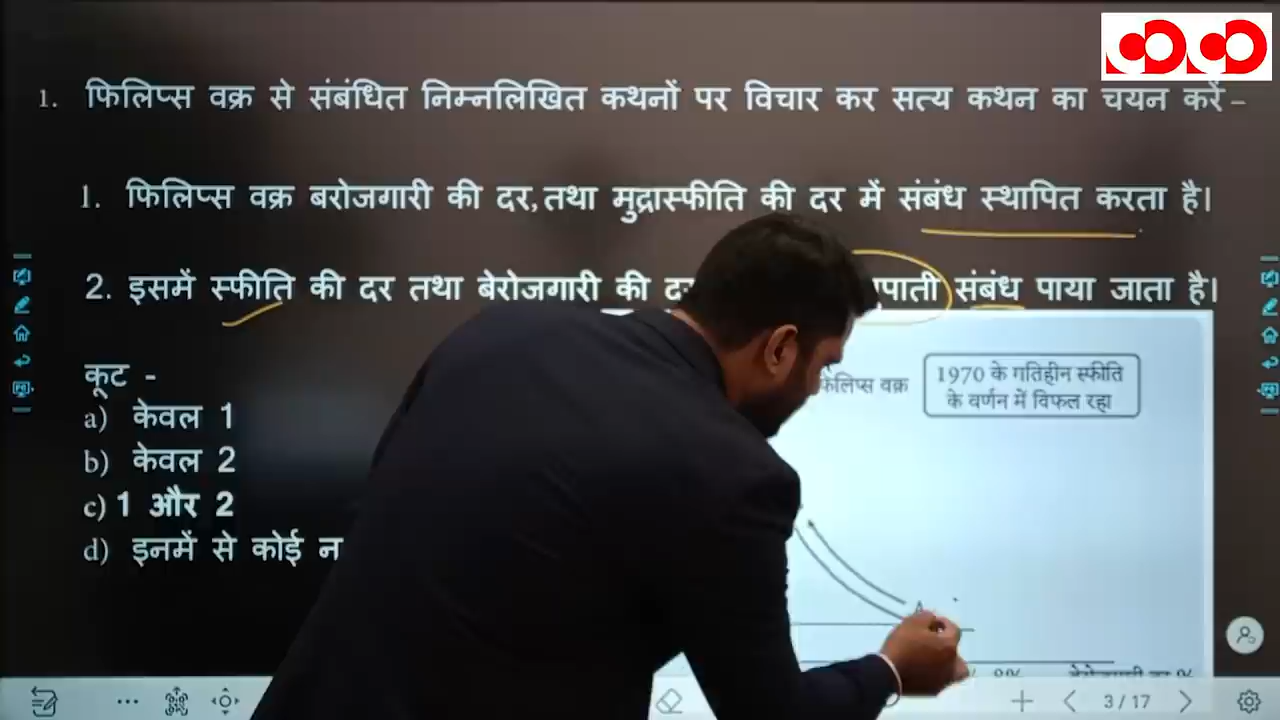 1. फिलिप्स वक्र से संबंधित निम्नलिखित कथनों पर विचार कर सत्य कथन का चयन करें –
1. फिलिप्स वक्र बरोजगारी की दर, तथा मुद्रास्फीति की दर में संबंध स्थापित करता है।
2. इसमें स्फीति की दर तथा बेरोजगारी की संबंध पाया जाता है।
कूट -
a) केवल 1
b) केवल 2
c) 1 और 2
d) इनमें से कोई न
फिलिप्स वक्र
1970 के गतिहीन स्फीति
के वर्णन में विफल रहा
3 / 17